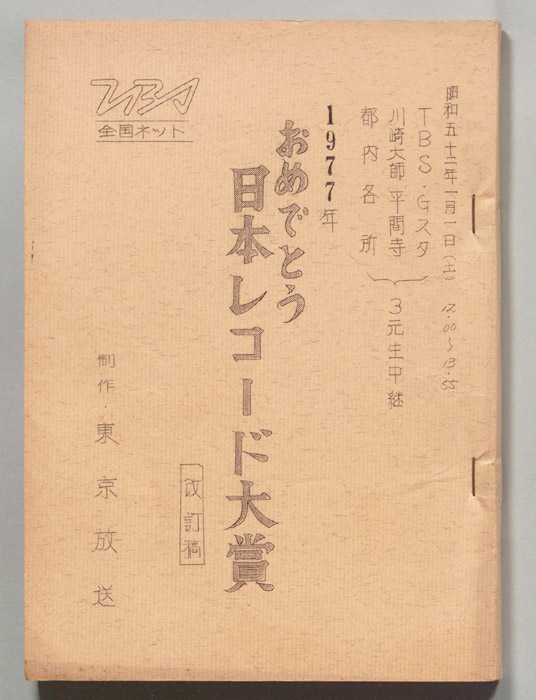 昭和五十二年一月一日（土） 12.00〜13.55
TBS・Gスタ
川崎大師 平間寺
都内各所
3元生中継
1977年
おめでとう
日本レコード大賞
改訂稿
TBS
全国ネット
制作・東京放送